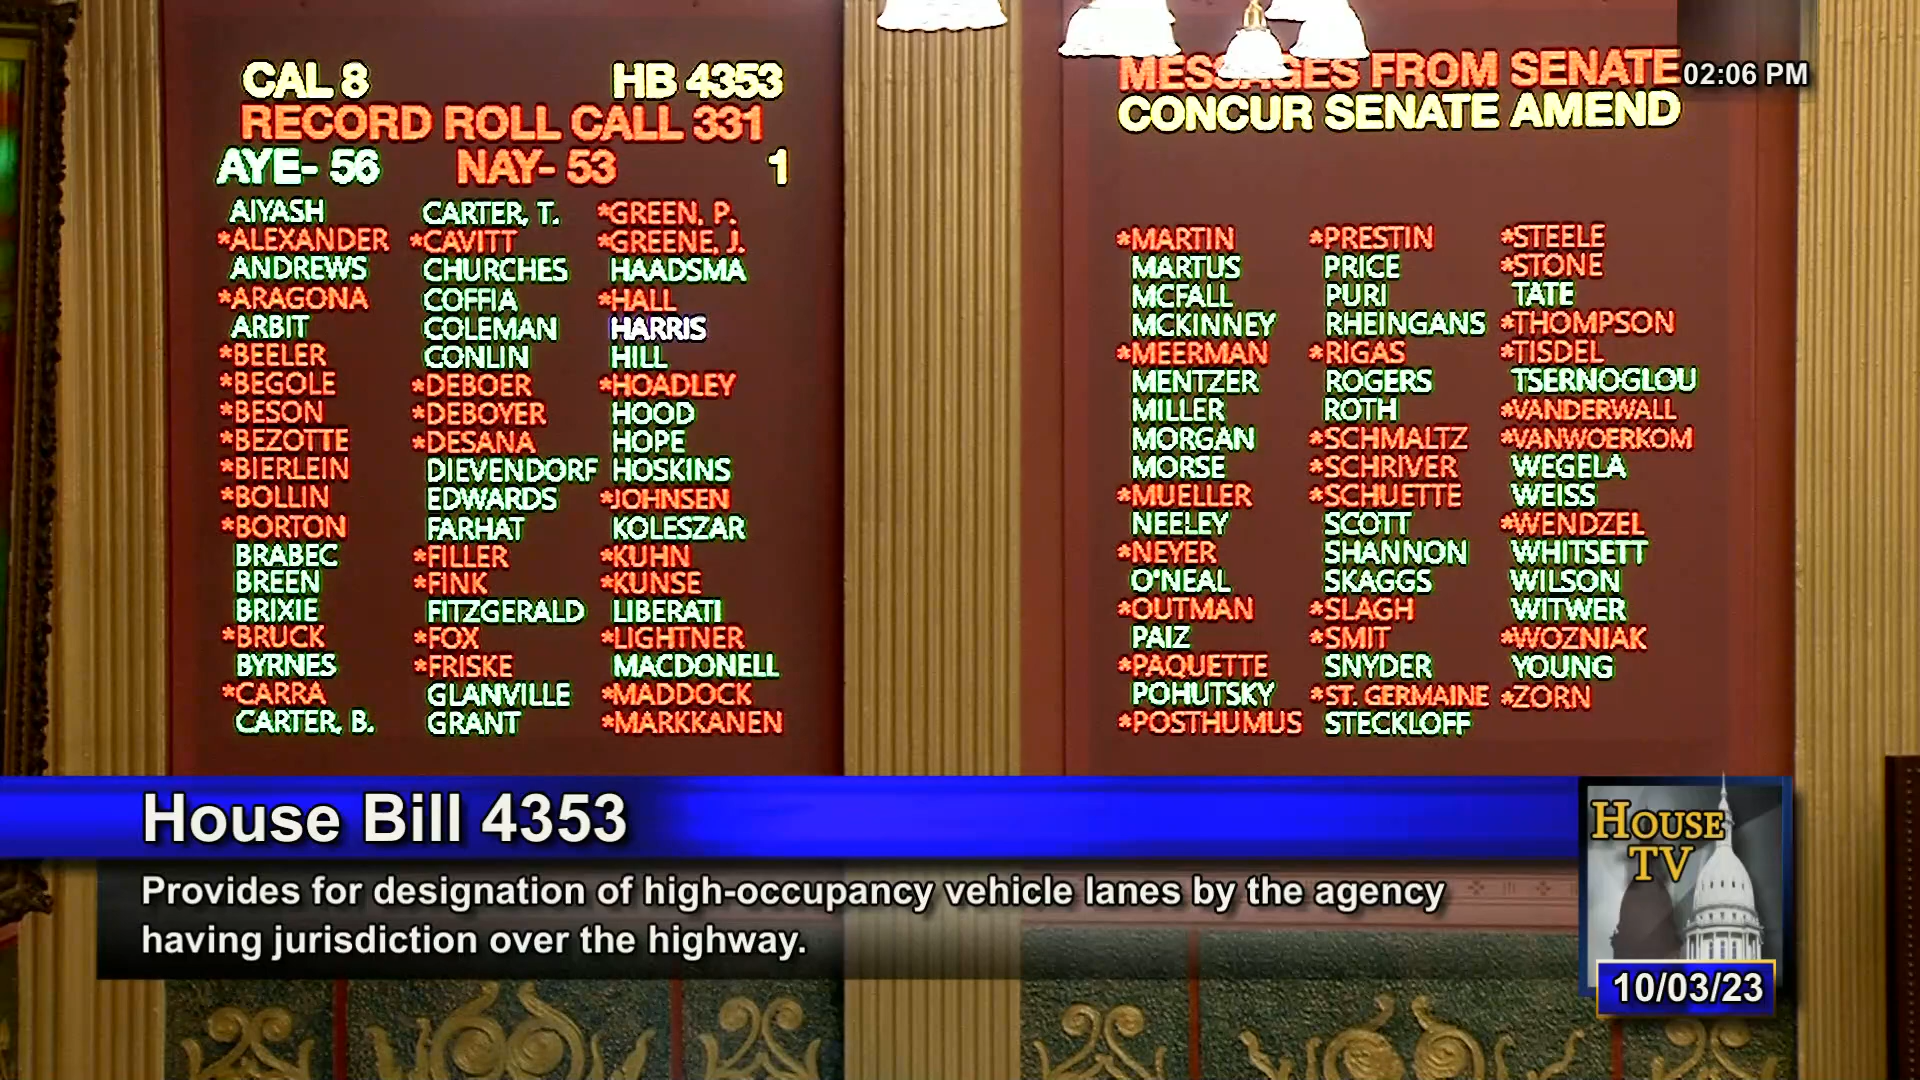 CAL 8 HB 4353
RECORD ROLL CALL 331
AYE- 56 NAY- 53 1
AIYASH CARTER, T. *GREEN, P.
*ALEXANDER *CAVITT *GREENE, J.
ANDREWS CHURCHES HAADSMA
*ARAGONA COFFIA *HALL
ARBIT COLEMAN HARRIS
*BEELER CONLIN HILL
*BEGOLE *DEBOER *HOADLEY
*BESON *DEBOYER HOOD
*BEZOTTE *DESANA HOPE
*BIERLEIN DIEVENDORF HOSKINS
*BOLLIN EDWARDS *JOHNSEN
*BORTON FARHAT KOLESZAR
BRABEC *FILLER *KUHN
BREEN *FINK *KUNSE
BRIXIE FITZGERALD LIBERATI
*BRUCK *FOX *LIGHTNER
BYRNES *FRISKE MACDONELL
*CARRA GLANVILLE *MADDOCK
CARTER, B. GRANT *MARKKANEN
MESSAGES FROM SENATE
CONCUR SENATE AMEND
*MARTIN *PRESTIN *STEELE
MARTUS PRICE *STONE
MCFALL PURI TATE
MCKINNEY RHEINGANS *THOMPSON
*MEERMAN *RIGAS *TISDEL
MENTZER ROGERS TSERNOGLOU
MILLER ROTH *VANDERWALL
MORGAN *SCHMALTZ *VANWOERKOM
MORSE *SCHRIVER WEGELA
*MUELLER *SCHUETTE WEISS
NEELEY SCOTT *WENDZEL
*NEYER SHANNON WHITSETT
O'NEAL SKAGGS WILSON
*OUTMAN *SLAGH WITWER
PAIZ *SMIT *WOZNIAK
*PAQUETTE SNYDER YOUNG
POHUTSKY *ST. GERMAINE *ZORN
*POSTHUMUS STECKLOFF
02:06 PM
House Bill 4353
Provides for designation of high-occupancy vehicle lanes by the agency
having jurisdiction over the highway.
HOUSE
TV
10/03/23